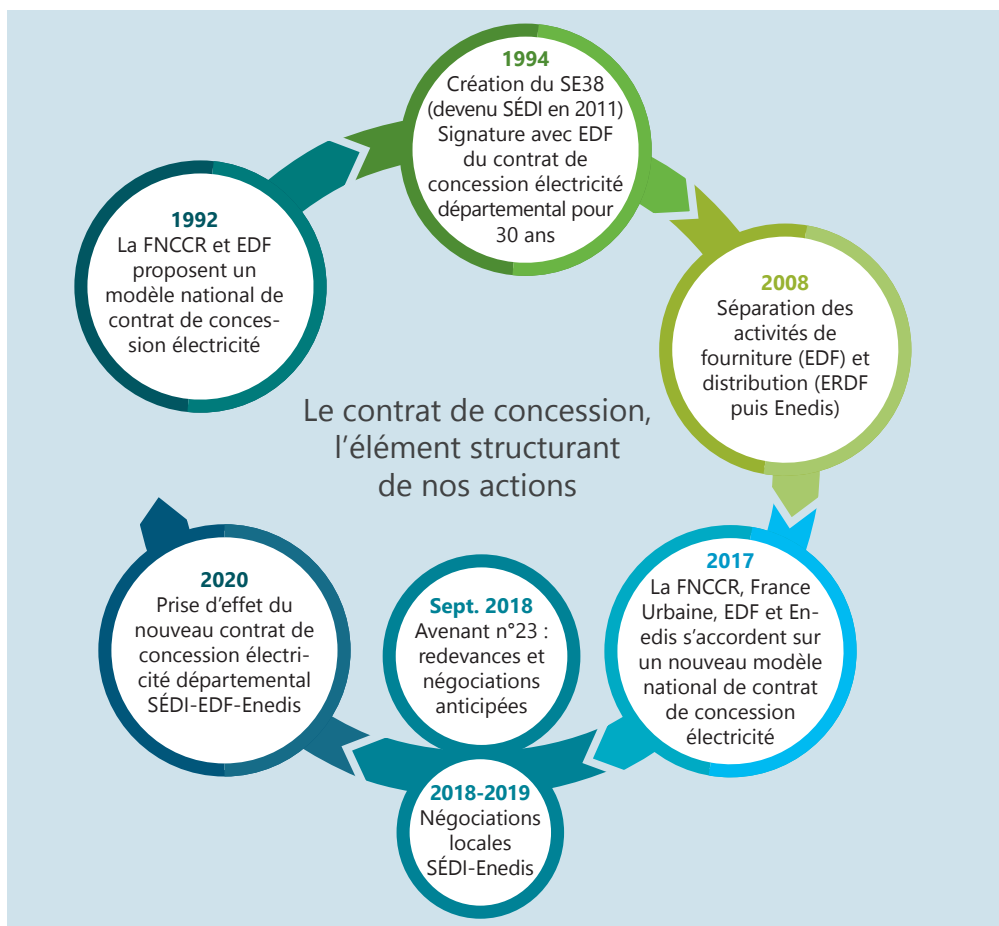 1992
La FNCCR et EDF
proposent un
modèle national de
contrat de conces-
sion électricité
1994
Création du SE38
(devenu SÉDI en 2011)
Signature avec EDF
du contrat de
concession électricité
départemental pour
30 ans
2008
Séparation des
activités de
fourniture (EDF) et
distribution (ERDF
puis Enedis)
Le contrat de concession,
l'élément structurant
de nos actions
2017
La FNCCR, France
Urbaine, EDF et En-
edis s'accordent sur
un nouveau modèle
national de contrat
de concession
électricité
Sept. 2018
Avenant n°23 :
redevances et
négociations
anticipées
2018-2019
Négociations
locales
SÉDI-Enedis
2020
Prise d'effet du
nouveau contrat de
concession électri-
cité départemental
SÉDI-EDF-Enedis